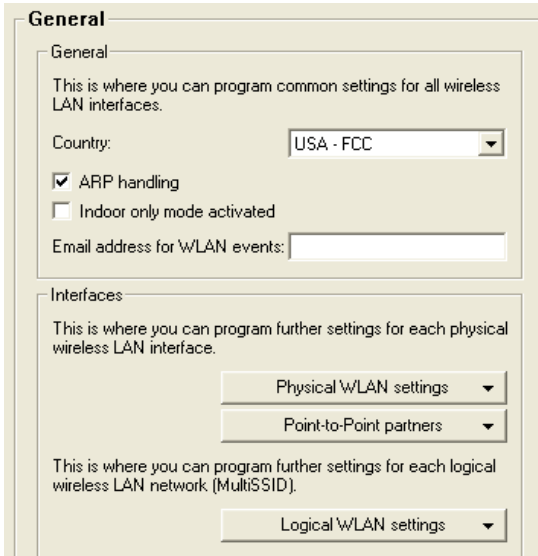 General
General
This is where you can program common settings for all wireless
LAN interfaces.
Country: USA - FCC
ARP handling
Indoor only mode activated
Email address for WLAN events:
Interfaces
This is where you can program further settings for each physical
wireless LAN interface.
Physical WLAN settings
Point-to-Point partners
This is where you can program further settings for each logical
wireless LAN network (MultiSSID).
Logical WLAN settings